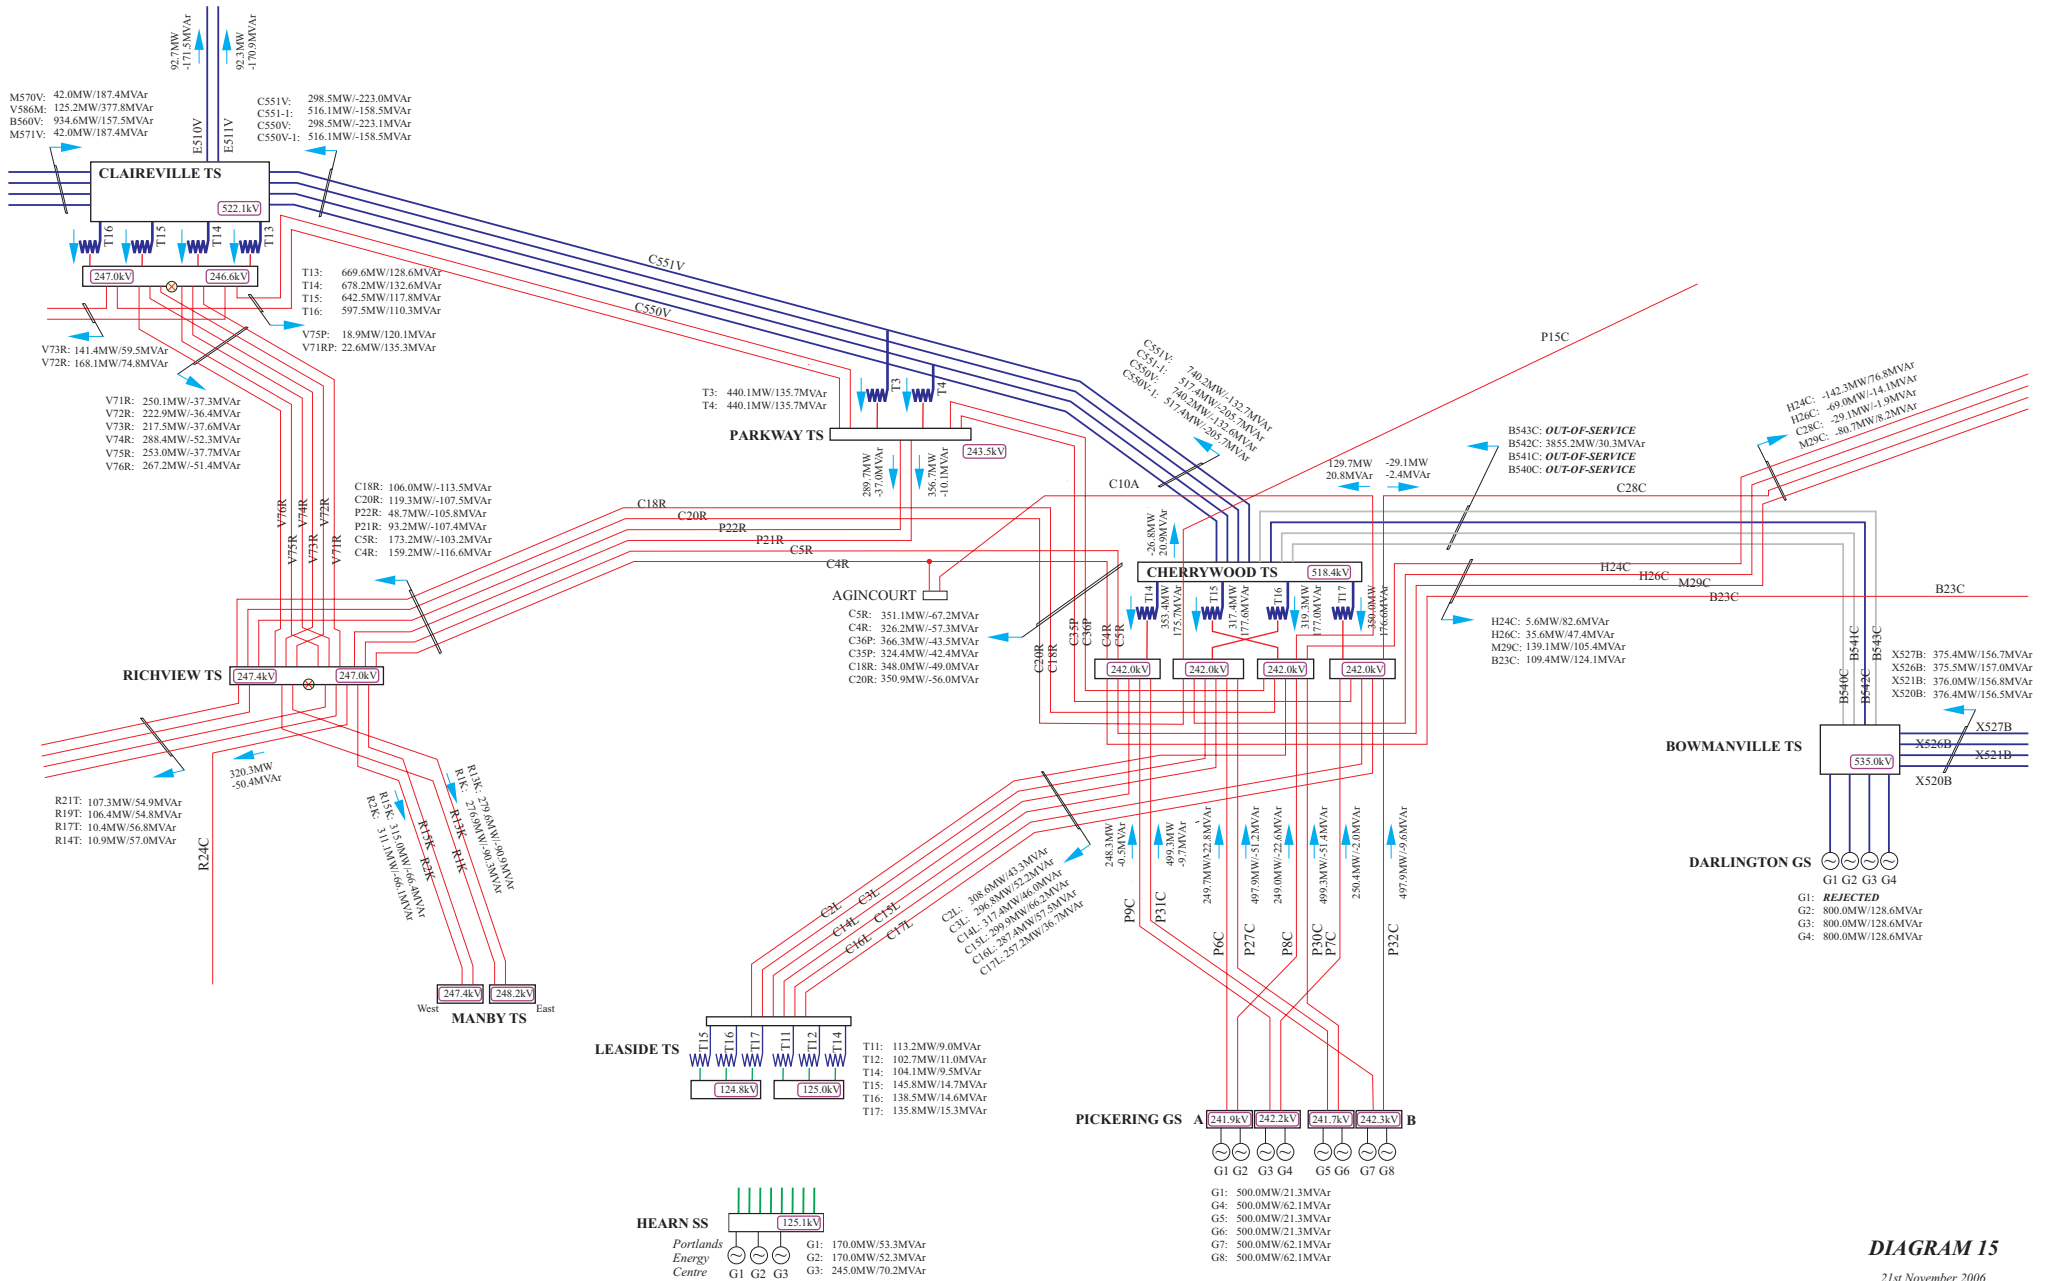 92.7MW
-171.5MVAr
92.3MW
-170.9MVAr
E510V
E511V
M570V: 42.0MW/187.4MVAr
V586M: 125.2MW/377.8MVAr
B560V: 934.6MW/157.5MVAr
M571V: 42.0MW/187.4MVAr
C551V: 298.5MW/-223.0MVAr
C551-1: 516.1MW/-158.5MVAr
C550V: 298.5MW/-223.1MVAr
C550V-1: 516.1MW/-158.5MVAr
CLAIREVILLE TS
522.1kV
T16
T15
T14
T13
247.0kV
246.6kV
T13: 669.6MW/128.6MVAr
T14: 678.2MW/132.6MVAr
T15: 642.5MW/117.8MVAr
T16: 597.5MW/110.3MVAr
V75P: 18.9MW/120.1MVAr
V71RP: 22.6MW/135.3MVAr
V73R: 141.4MW/59.5MVAr
V72R: 168.1MW/74.8MVAr
V71R: 250.1MW/-37.3MVAr
V72R: 222.9MW/-36.4MVAr
V73R: 217.5MW/-37.6MVAr
V74R: 288.4MW/-52.3MVAr
V75R: 253.0MW/-37.7MVAr
V76R: 267.2MW/-51.4MVAr
C551V
C550V
T3: 440.1MW/135.7MVAr
T4: 440.1MW/135.7MVAr
T3
T4
PARKWAY TS
243.5kV
289.7MW
-37.0MVAr
356.7MW
-10.1MVAr
C551V: 740.2MW/-132.7MVAr
C551-1: 517.4MW/-205.7MVAr
C550V: 740.2MW/-132.6MVAr
C550V-1: 517.4MW/-205.7MVAr
P15C
C10A
129.7MW
20.8MVAr
-29.1MW
-2.4MVAr
B543C: OUT-OF-SERVICE
B542C: 3855.2MW/30.3MVAr
B541C: OUT-OF-SERVICE
B540C: OUT-OF-SERVICE
H24C: -142.3MW/76.8MVAr
H26C: -69.0MW/-14.1MVAr
C28C: -29.1MW/-1.9MVAr
M29C: -80.7MW/8.2MVAr
C28C
C18R: 106.0MW/-113.5MVAr
C20R: 119.3MW/-107.5MVAr
P22R: 48.7MW/-105.8MVAr
P21R: 93.2MW/-107.4MVAr
C5R: 173.2MW/-103.2MVAr
C4R: 159.2MW/-116.6MVAr
V76R
V75R
V74R
V73R
V72R
V71R
C18R
C20R
P22R
P21R
C5R
C4R
AGINCOURT
-26.8MW
20.9MVAr
CHERRYWOOD TS
518.4kV
T14
353.4MW
175.7MVAr
T15
317.4MW
177.6MVAr
T16
319.3MW
177.0MVAr
T17
350.0MW
176.6MVAr
H24C
H26C
M29C
B23C
B23C
C5R: 351.1MW/-67.2MVAr
C4R: 326.2MW/-57.3MVAr
C36P: 366.3MW/-43.5MVAr
C35P: 324.4MW/-42.4MVAr
C18R: 348.0MW/-49.0MVAr
C20R: 350.9MW/-56.0MVAr
C20R
C18R
C35P
C36P
C4R
C5R
242.0kV
242.0kV
242.0kV
242.0kV
H24C: 5.6MW/82.6MVAr
H26C: 35.6MW/47.4MVAr
M29C: 139.1MW/105.4MVAr
B23C: 109.4MW/124.1MVAr
B540C
B541C
B542C
B543C
X527B: 375.4MW/156.7MVAr
X526B: 375.5MW/157.0MVAr
X521B: 376.0MW/156.8MVAr
X520B: 376.4MW/156.5MVAr
BOWMANVILLE TS
535.0kV
X527B
X526B
X521B
X520B
DARLINGTON GS
G1 G2 G3 G4
G1: REJECTED
G2: 800.0MW/128.6MVAr
G3: 800.0MW/128.6MVAr
G4: 800.0MW/128.6MVAr
RICHVIEW TS
247.4kV
247.0kV
320.3MW
-50.4MVAr
R21T: 107.3MW/54.9MVAr
R19T: 106.4MW/54.8MVAr
R17T: 10.4MW/56.8MVAr
R14T: 10.9MW/57.0MVAr
R24C
R13K: 279.6MW/-90.9MVAr
R1K: 276.9MW/-90.3MVAr
R15K: 315.0MW/-66.4MVAr
R2K: 311.1MW/-66.1MVAr
R15K
R2K
R13K
R1K
247.4kV
248.2kV
West
East
MANBY TS
C2L
C3L
C14L
C15L
C16L
C17L
C2L: 308.6MW/43.3MVAr
C3L: 296.8MW/52.2MVAr
C14L: 317.4MW/46.0MVAr
C15L: 299.9MW/66.2MVAr
C16L: 287.4MW/57.5MVAr
C17L: 257.2MW/36.7MVAr
248.3MW
-0.5MVAr
499.3MW
-9.7MVAr
497.9MW/-51.2MVAr
249.0MW/-22.6MVAr
499.3MW/-51.4MVAr
250.4MW/-2.0MVAr
497.9MW/-9.6MVAr
P9C
P31C
P6C
P27C
P8C
P30C
P7C
P32C
LEASIDE TS
T15
T16
T17
T11
T12
T14
124.8kV
125.0kV
T11: 113.2MW/9.0MVAr
T12: 102.7MW/11.0MVAr
T14: 104.1MW/9.5MVAr
T15: 145.8MW/14.7MVAr
T16: 138.5MW/14.6MVAr
T17: 135.8MW/15.3MVAr
PICKERING GS A
241.9kV
242.2kV
241.7kV
242.3kV
B
G1 G2 G3 G4 G5 G6 G7 G8
G1: 500.0MW/21.3MVAr
G4: 500.0MW/62.1MVAr
G5: 500.0MW/21.3MVAr
G6: 500.0MW/21.3MVAr
G7: 500.0MW/62.1MVAr
G8: 500.0MW/62.1MVAr
HEARN SS
125.1kV
Portlands
Energy
Centre
G1 G2 G3
G1: 170.0MW/53.3MVAr
G2: 170.0MW/52.3MVAr
G3: 245.0MW/70.2MVAr
DIAGRAM 15
21st November 2006